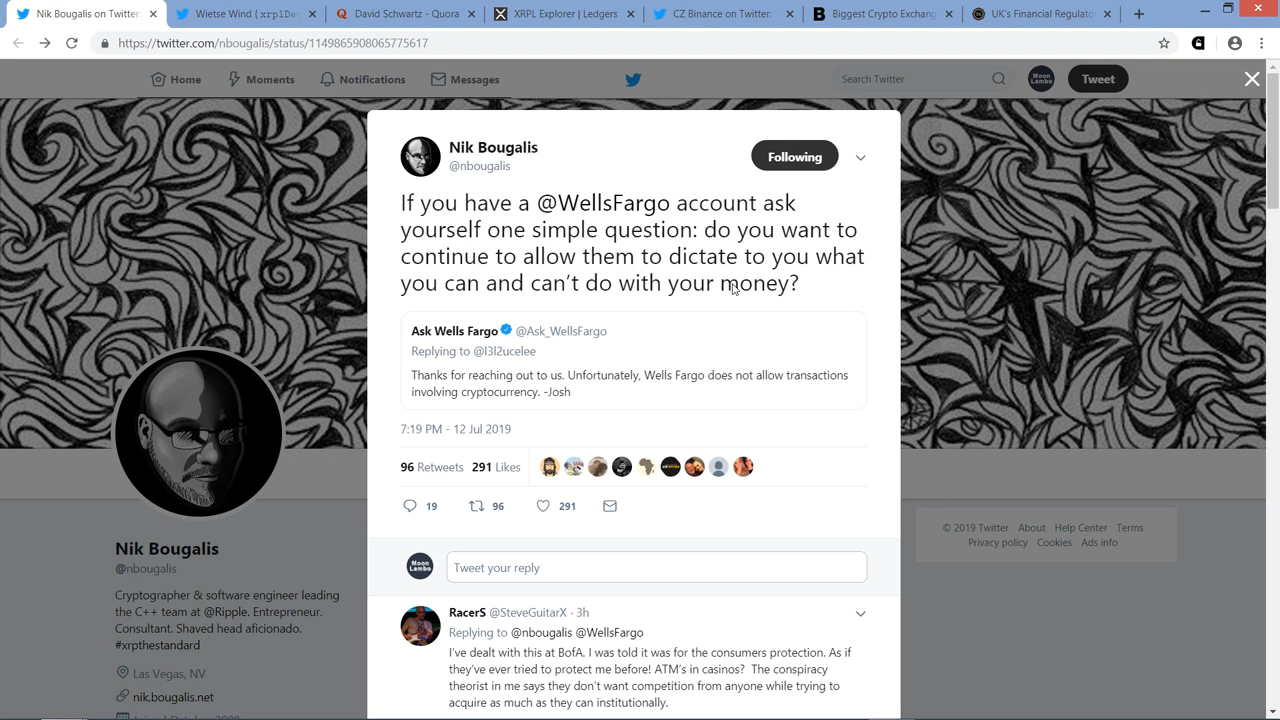 Nik Bougalis on Twitter:
Wietse Wind
David Schwartz - Quora
XRPL Explorer | Ledgers
CZ Binance on Twitter:
Biggest Crypto Exchang
UK's Financial Regulato
https://twitter.com/nbougalis/status/1149865908065775617
Home
Moments
Notifications
Messages
Search Twitter
Moon Lambo
Tweet
Nik Bougalis
@nbougalis
Following
If you have a @WellsFargo account ask
yourself one simple question: do you want to
continue to allow them to dictate to you what
you can and can't do with your money?
Ask Wells Fargo @Ask_WellsFargo
Replying to @l3l2ucelee
Thanks for reaching out to us. Unfortunately, Wells Fargo does not allow transactions
involving cryptocurrency. -Josh
7:19 PM - 12 Jul 2019
96 Retweets 291 Likes
19 96 291
Moon Lambo
Tweet your reply
RacerS @SteveGuitarX · 3h
Replying to @nbougalis @WellsFargo
I've dealt with this at BofA. I was told it was for the consumers protection. As if
they've ever tried to protect me before! ATM's in casinos? The conspiracy
theorist in me says they don't want competition from anyone while trying to
acquire as much as they can institutionally.
Nik Bougalis
@nbougalis
Cryptographer & software engineer leading
the C++ team at @Ripple. Entrepreneur.
Consultant. Shaved head aficionado.
#xrpthestandard
Las Vegas, NV
nik.bougalis.net
© 2019 Twitter About Help Center Terms
Privacy policy Cookies Ads info